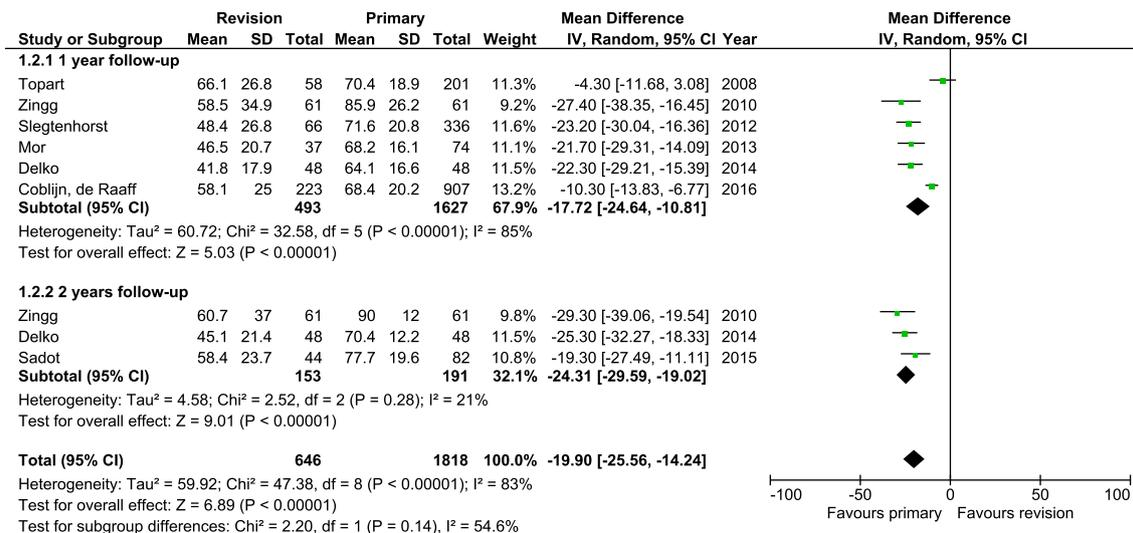 Revision Primary Mean Difference Mean Difference
Study or Subgroup Mean SD Total Mean SD Total Weight IV, Random, 95% CI Year IV, Random, 95% CI
1.2.1 1 year follow-up
Topart 66.1 26.8 58 70.4 18.9 201 11.3% -4.30 [-11.68, 3.08] 2008
Zingg 58.5 34.9 61 85.9 26.2 61 9.2% -27.40 [-38.35, -16.45] 2010
Slegtenhorst 48.4 26.8 66 71.6 20.8 336 11.6% -23.20 [-30.04, -16.36] 2012
Mor 46.5 20.7 37 68.2 16.1 74 11.1% -21.70 [-29.31, -14.09] 2013
Delko 41.8 17.9 48 64.1 16.6 48 11.5% -22.30 [-29.21, -15.39] 2014
Coblijn, de Raaff 58.1 25 223 68.4 20.2 907 13.2% -10.30 [-13.83, -6.77] 2016
Subtotal (95% CI) 493 1627 67.9% -17.72 [-24.64, -10.81]
Heterogeneity: Tau² = 60.72; Chi² = 32.58, df = 5 (P < 0.00001); I² = 85%
Test for overall effect: Z = 5.03 (P < 0.00001)
1.2.2 2 years follow-up
Zingg 60.7 37 61 90 12 61 9.8% -29.30 [-39.06, -19.54] 2010
Delko 45.1 21.4 48 70.4 12.2 48 11.5% -25.30 [-32.27, -18.33] 2014
Sadot 58.4 23.7 44 77.7 19.6 82 10.8% -19.30 [-27.49, -11.11] 2015
Subtotal (95% CI) 153 191 32.1% -24.31 [-29.59, -19.02]
Heterogeneity: Tau² = 4.58; Chi² = 2.52, df = 2 (P = 0.28); I² = 21%
Test for overall effect: Z = 9.01 (P < 0.00001)
Total (95% CI) 646 1818 100.0% -19.90 [-25.56, -14.24]
Heterogeneity: Tau² = 59.92; Chi² = 47.38, df = 8 (P < 0.00001); I² = 83%
Test for overall effect: Z = 6.89 (P < 0.00001)
Test for subgroup differences: Chi² = 2.20, df = 1 (P = 0.14), I² = 54.6%
-100 -50 0 50 100
Favours primary Favours revision